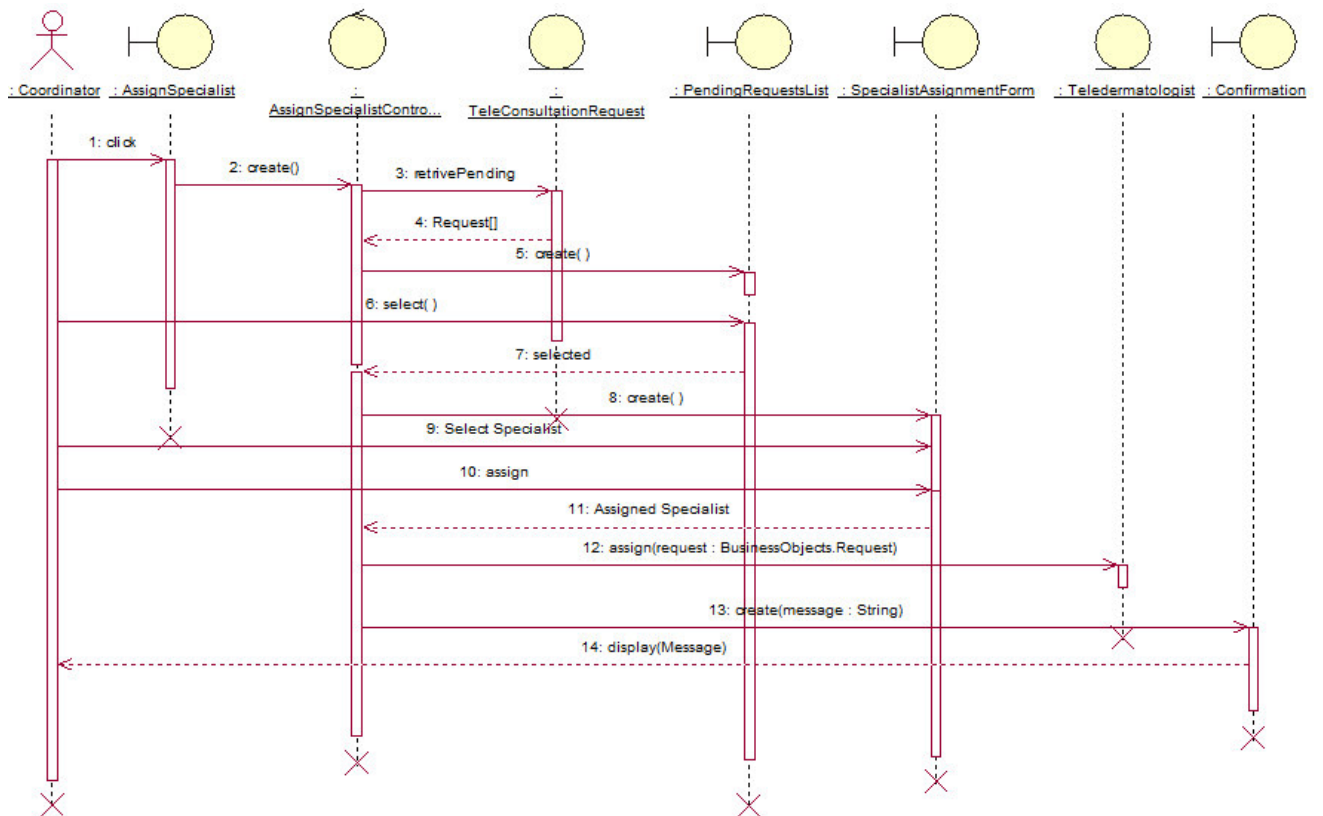 : Coordinator
: AssignSpecialist
:
AssignSpecialistContro...
:
TeleConsultationRequest
: PendingRequestsList
: SpecialistAssignmentForm
: Teledermatologist
: Confirmation
1: click
2: create()
3: retrivePending
4: Request[]
5: create( )
6: select( )
7: selected
8: create( )
9: Select Specialist
10: assign
11: Assigned Specialist
12: assign(request : BusinessObjects.Request)
13: create(message : String)
14: display(Message)